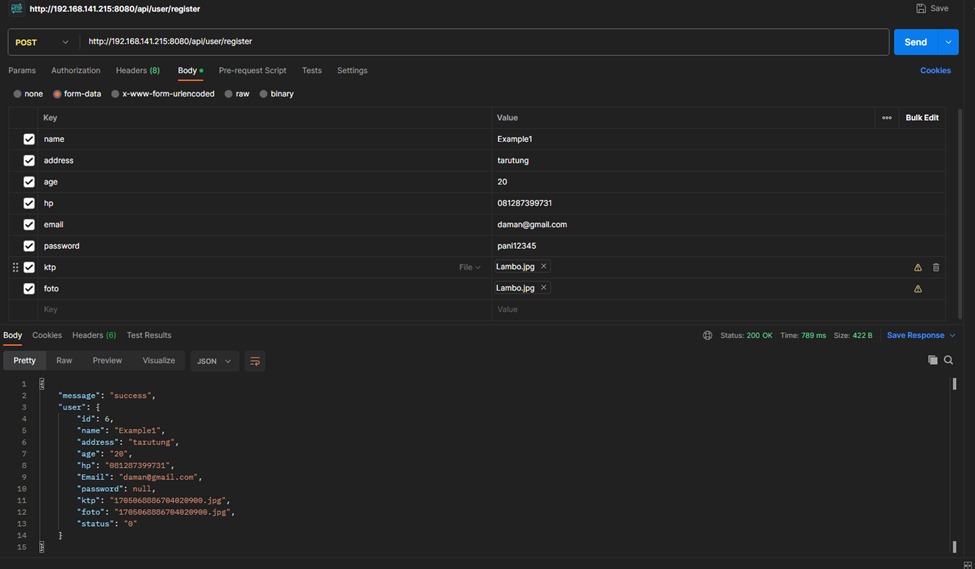 http://192.168.141.215:8080/api/user/register Save
POST http://192.168.141.215:8080/api/user/register Send
Params Authorization Headers (8) Body Pre-request Script Tests Settings Cookies
none form-data x-www-form-urlencoded raw binary
Key Value Bulk Edit
name Example1
address tarutung
age 20
hp 081287399731
email daman@gmail.com
password panl12345
ktp File Lambo.jpg
foto Lambo.jpg
Key Value
Body Cookies Headers (6) Test Results Status: 200 OK Time: 789 ms Size: 422 B Save Response
Pretty Raw Preview Visualize JSON
1 {
2 "message": "success",
3 "user": {
4 "id": 6,
5 "name": "Example1",
6 "address": "tarutung",
7 "age": "20",
8 "hp": "081287399731",
9 "Email": "daman@gmail.com",
10 "password": null,
11 "ktp": "1705068886704020900.jpg",
12 "foto": "1705068886704020900.jpg",
13 "status": "0"
14 }
15 }